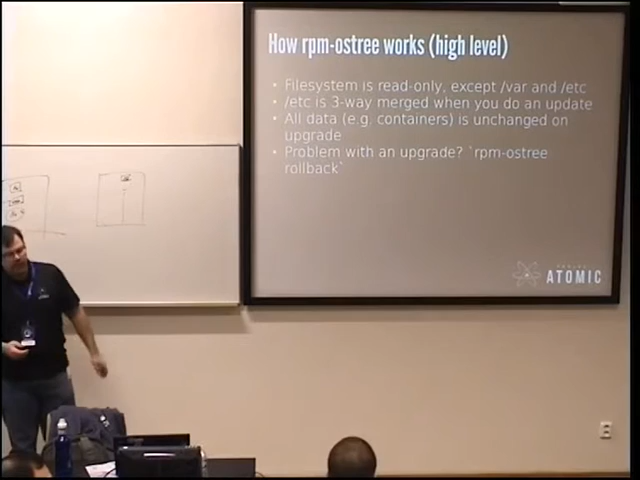 How rpm-ostree works (high level)
Filesystem is read-only, except /var and /etc
/etc is 3-way merged when you do an update
All data (e.g. containers) is unchanged on
upgrade
Problem with an upgrade? `rpm-ostree
rollback`
ATOMIC